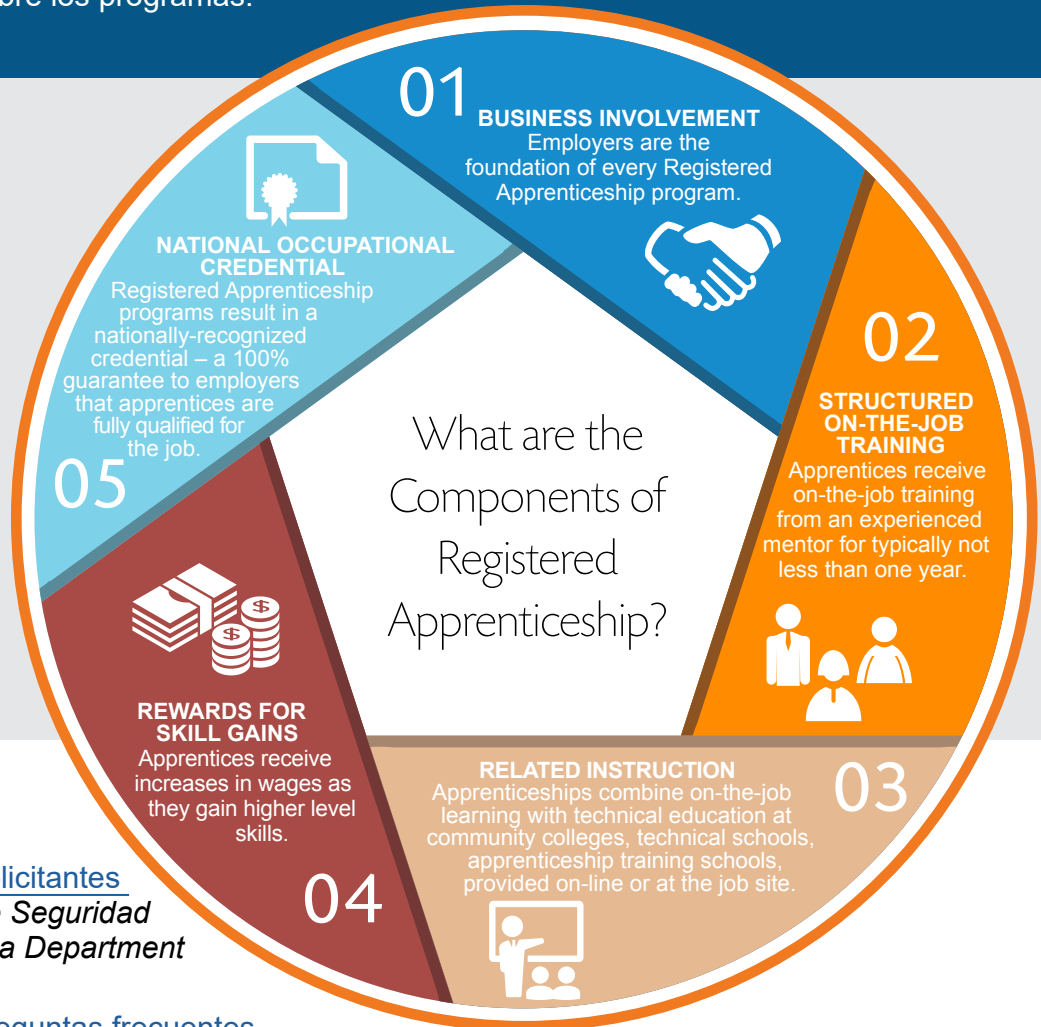 los programas.
01
BUSINESS INVOLVEMENT
Employers are the
foundation of every Registered
Apprenticeship program.
02
STRUCTURED
ON-THE-JOB
TRAINING
Apprentices receive
on-the-job training
from an experienced
mentor for typically not
less than one year.
03
RELATED INSTRUCTION
Apprenticeships combine on-the-job
learning with technical education at
community colleges, technical schools,
apprenticeship training schools,
provided on-line or at the job site.
04
REWARDS FOR
SKILL GAINS
Apprentices receive
increases in wages as
they gain higher level
skills.
05
NATIONAL OCCUPATIONAL
CREDENTIAL
Registered Apprenticeship
programs result in a
nationally-recognized
credential – a 100%
guarantee to employers
that apprentices are
fully qualified for
the job.
What are the
Components of
Registered
Apprenticeship?
licitantes
Seguridad
a Department
guntas frecuentes